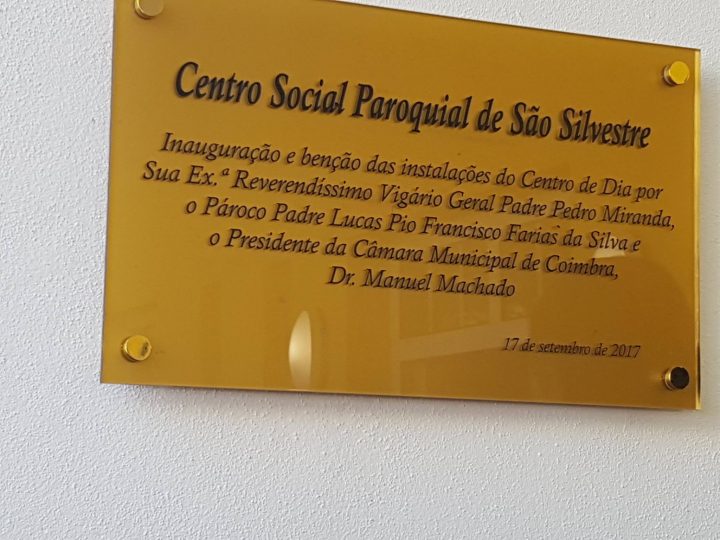 Centro Social Paroquial de São Silvestre
Inauguração e benção das instalações do Centro de Dia por
Sua Ex.ª Reverendíssimo Vigário Geral Padre Pedro Miranda,
o Pároco Padre Lucas Pio Francisco Farias da Silva e
o Presidente da Câmara Municipal de Coimbra,
Dr. Manuel Machado
17 de setembro de 2017